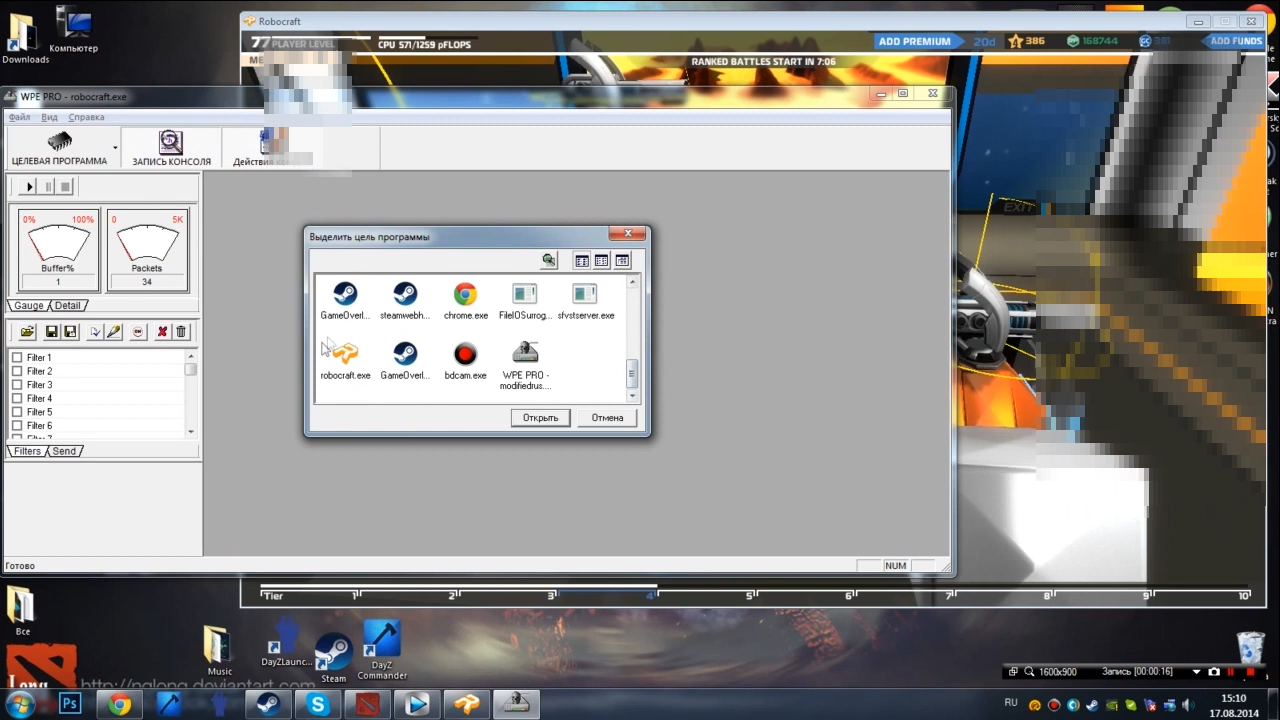 Downloads
Компьютер
Robocraft
77 PLAYER LEVEL
CPU 571/1259 pFLOPS
ADD PREMIUM
20d
386
168744
ADD FUNDS
RANKED BATTLES START IN 7:06
WPE PRO - robocraft.exe
Файл Вид Справка
ЦЕЛЕВАЯ ПРОГРАММА
ЗАПИСЬ КОНСОЛЯ
EXIT
0% 100%
Buffer%
1
0 5K
Packets
34
Gauge Detail
Filter 1
Filter 2
Filter 3
Filter 4
Filter 5
Filter 6
Filter 7
Filters Send
Выделить цель программы
GameOverl...
steamwebh...
chrome.exe
FileIOSurrog...
sfvstserver.exe
robocraft.exe
GameOverl...
bdcam.exe
WPE PRO - modifiedrus....
Открыть
Отмена
Готово
NUM
Tier 1 2 3 4 5 6 7 8 9 10
Все
Music
DayZLaunc...
Steam
DayZ Commander
1600x900
Запись [00:00:16]
RU
15:10
17.08.2014